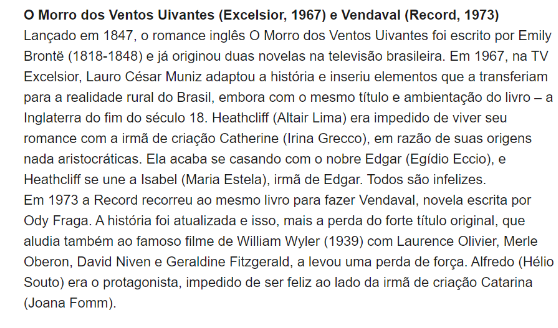 O Morro dos Ventos Uivantes (Excelsior, 1967) e Vendaval (Record, 1973)
Lançado em 1847, o romance inglês O Morro dos Ventos Uivantes foi escrito por Emily
Brontë (1818-1848) e já originou duas novelas na televisão brasileira. Em 1967, na TV
Excelsior, Lauro César Muniz adaptou a história e inseriu elementos que a transferiam
para a realidade rural do Brasil, embora com o mesmo título e ambientação do livro – a
Inglaterra do fim do século 18. Heathcliff (Altair Lima) era impedido de viver seu
romance com a irmã de criação Catherine (Irina Grecco), em razão de suas origens
nada aristocráticas. Ela acaba se casando com o nobre Edgar (Egídio Eccio), e
Heathcliff se une a Isabel (Maria Estela), irmã de Edgar. Todos são infelizes.
Em 1973 a Record recorreu ao mesmo livro para fazer Vendaval, novela escrita por
Ody Fraga. A história foi atualizada e isso, mais a perda do forte título original, que
aludia também ao famoso filme de William Wyler (1939) com Laurence Olivier, Merle
Oberon, David Niven e Geraldine Fitzgerald, a levou uma perda de força. Alfredo (Hélio
Souto) era o protagonista, impedido de ser feliz ao lado da irmã de criação Catarina
(Joana Fomm).